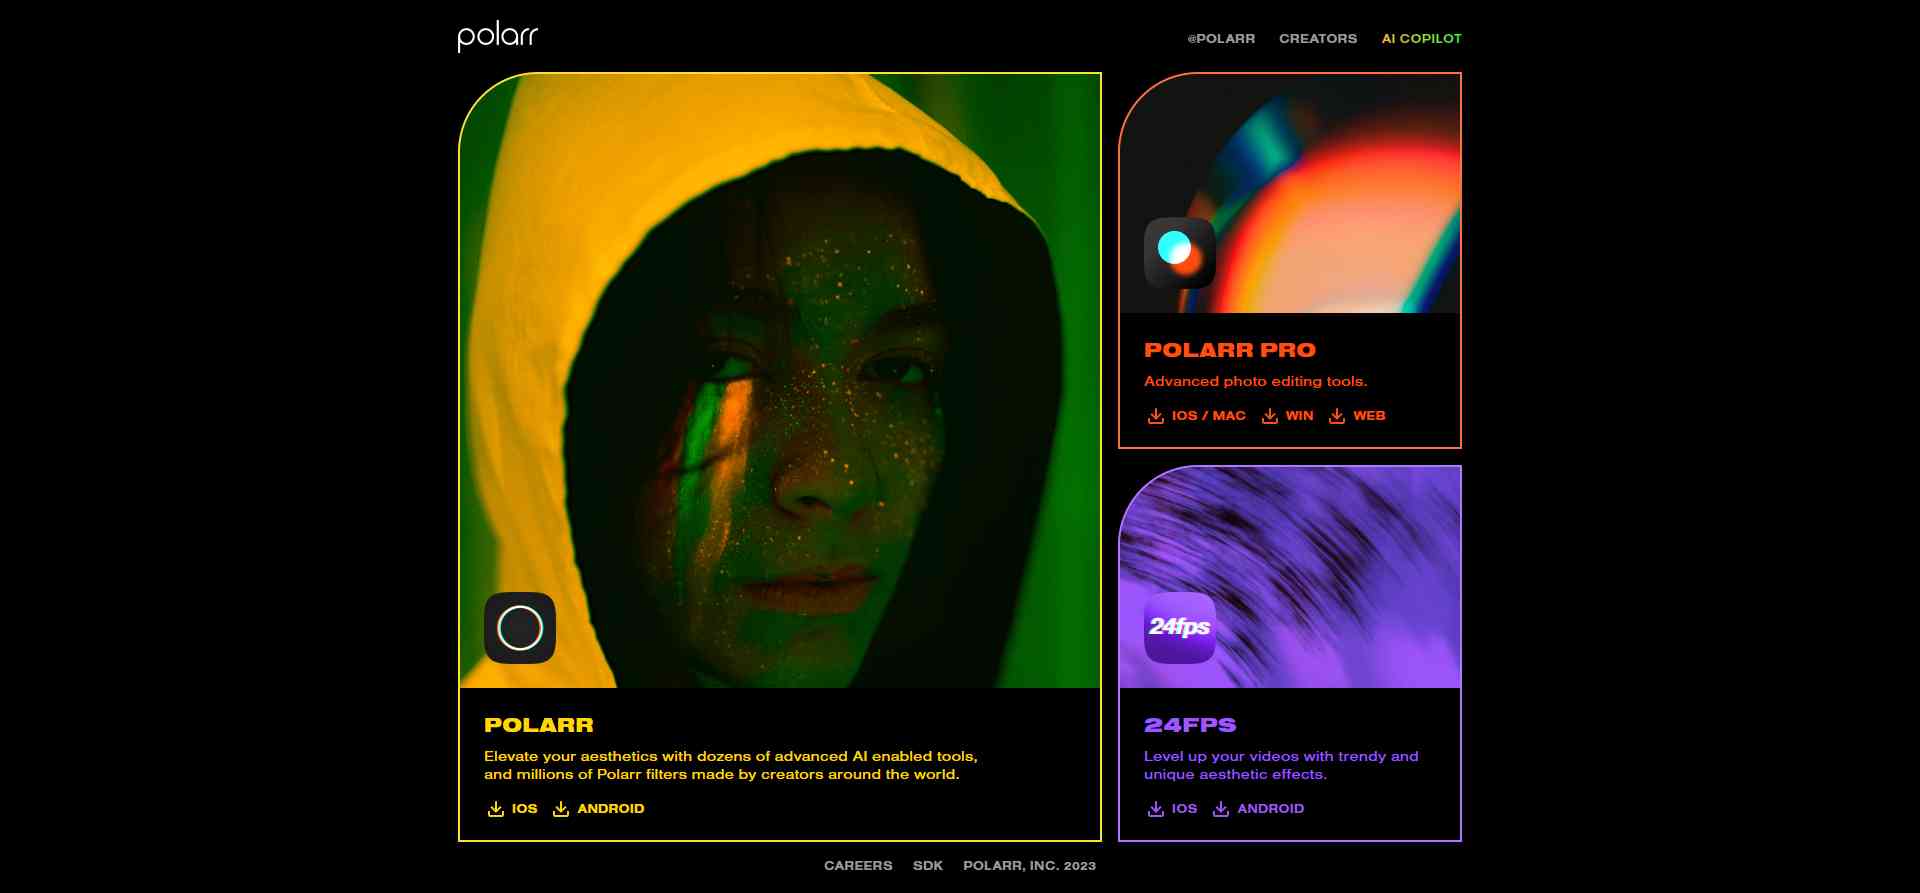 polarr
@POLARR CREATORS AI COPILOT
POLARR
Elevate your aesthetics with dozens of advanced AI enabled tools,
and millions of Polarr filters made by creators around the world.
IOS ANDROID
POLARR PRO
Advanced photo editing tools.
IOS / MAC WIN WEB
24fps
24FPS
Level up your videos with trendy and
unique aesthetic effects.
IOS ANDROID
CAREERS SDK POLARR, INC. 2023